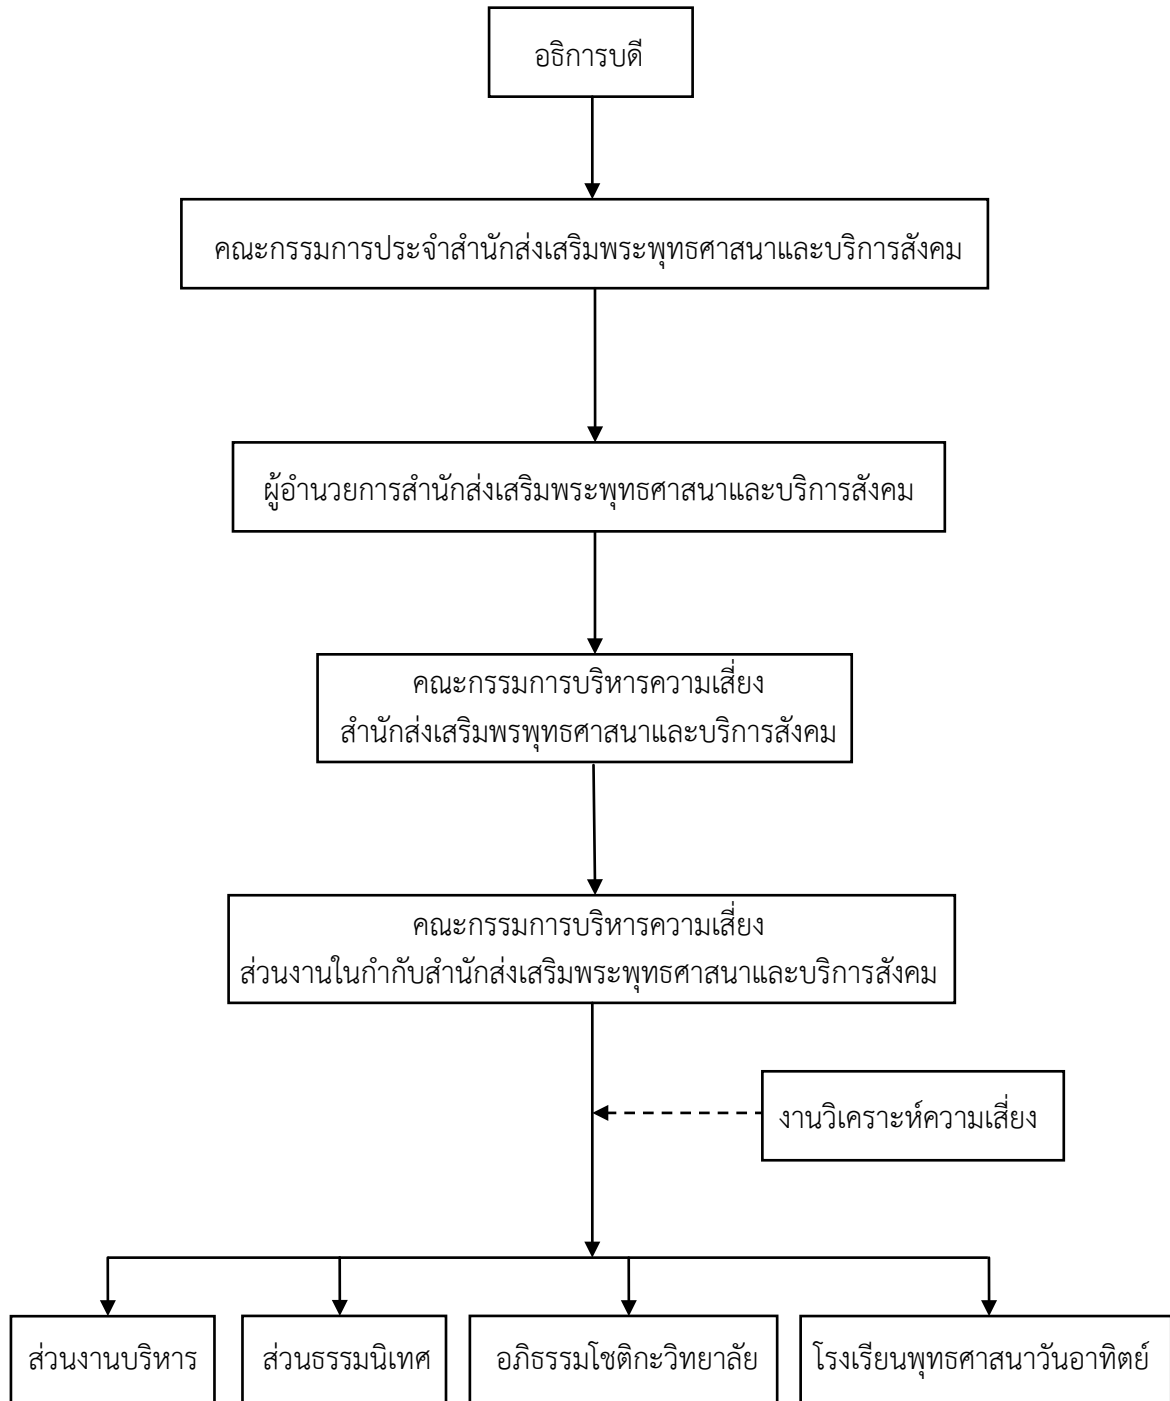 อธิการบดี
คณะกรรมการประจำสำนักส่งเสริมพระพุทธศาสนาและบริการสังคม
ผู้อำนวยการสำนักส่งเสริมพระพุทธศาสนาและบริการสังคม
คณะกรรมการบริหารความเสี่ยง
สำนักส่งเสริมพรพุทธศาสนาและบริการสังคม
คณะกรรมการบริหารความเสี่ยง
ส่วนงานในกำกับสำนักส่งเสริมพระพุทธศาสนาและบริการสังคม
งานวิเคราะห์ความเสี่ยง
ส่วนงานบริหาร
ส่วนธรรมนิเทศ
อภิธรรมโชติกะวิทยาลัย
โรงเรียนพุทธศาสนาวันอาทิตย์